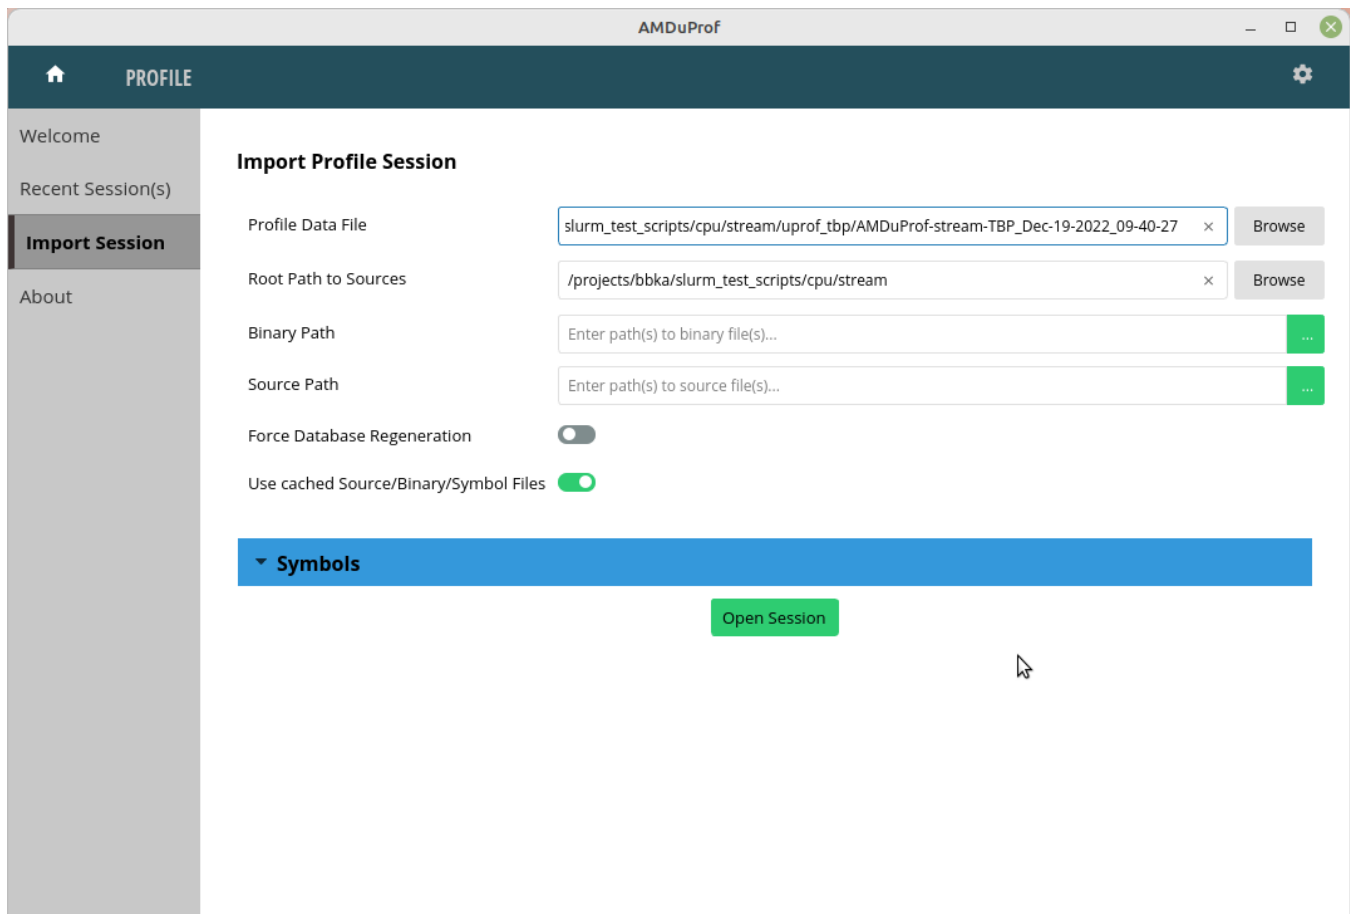 AMDuProf
PROFILE
Welcome
Recent Session(s)
Import Session
About
Import Profile Session
Profile Data File slurm_test_scripts/cpu/stream/uprof_tbp/AMDuProf-stream-TBP_Dec-19-2022_09-40-27 × Browse
Root Path to Sources /projects/bbka/slurm_test_scripts/cpu/stream × Browse
Binary Path Enter path(s) to binary file(s)... ...
Source Path Enter path(s) to source file(s)... ...
Force Database Regeneration
Use cached Source/Binary/Symbol Files
Symbols
Open Session